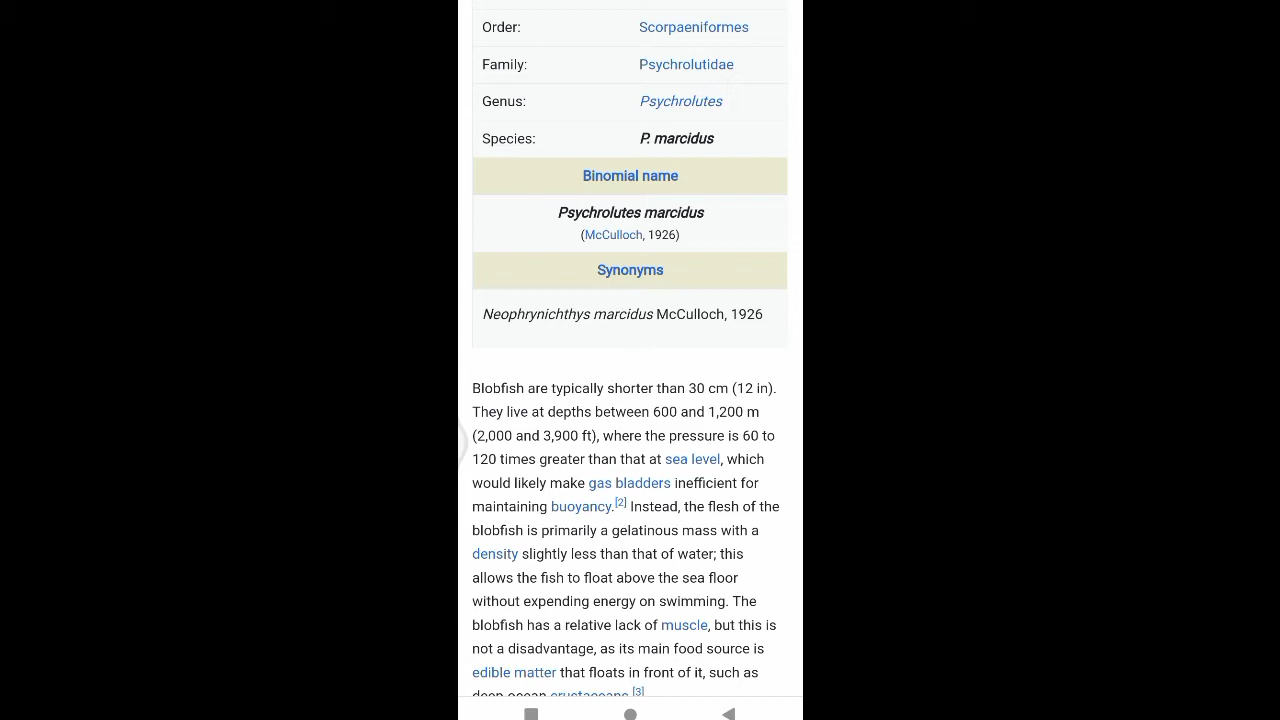 Order: Scorpaeniformes
Family: Psychrolutidae
Genus: Psychrolutes
Species: P. marcidus
Binomial name
Psychrolutes marcidus
(McCulloch, 1926)
Synonyms
Neophrynichthys marcidus McCulloch, 1926
Blobfish are typically shorter than 30 cm (12 in).
They live at depths between 600 and 1,200 m
(2,000 and 3,900 ft), where the pressure is 60 to
120 times greater than that at sea level, which
would likely make gas bladders inefficient for
maintaining buoyancy.[2] Instead, the flesh of the
blobfish is primarily a gelatinous mass with a
density slightly less than that of water; this
allows the fish to float above the sea floor
without expending energy on swimming. The
blobfish has a relative lack of muscle, but this is
not a disadvantage, as its main food source is
edible matter that floats in front of it, such as
deep ocean crustaceans.[3]